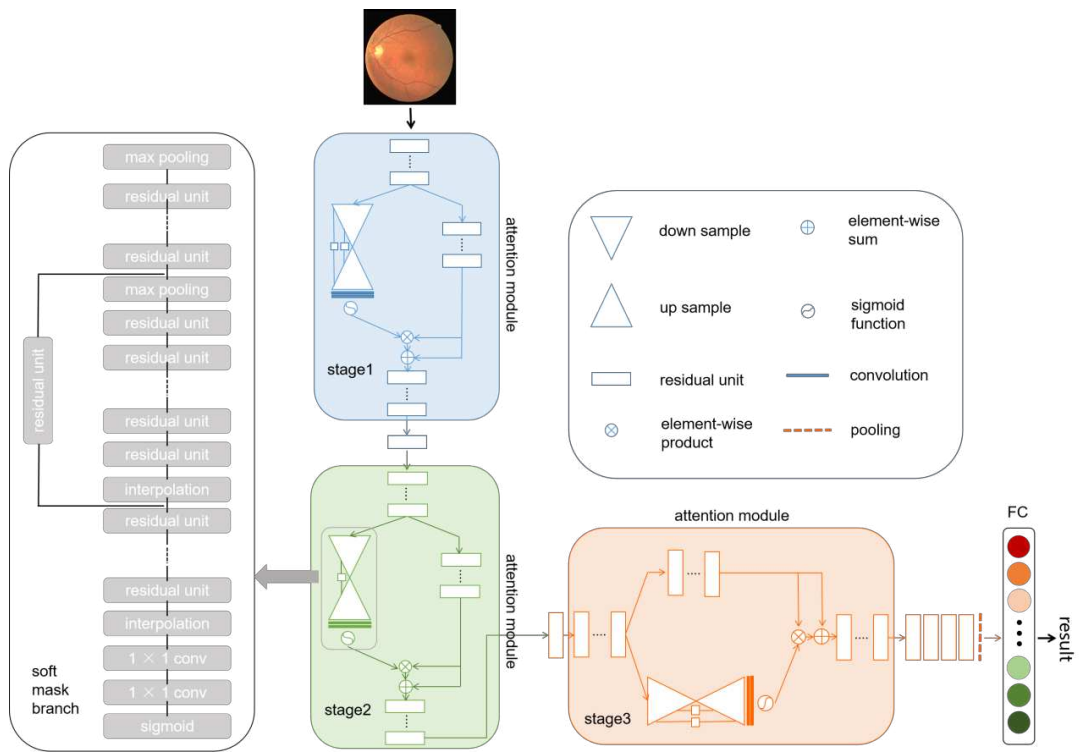 max pooling
residual unit
residual unit
max pooling
residual unit
residual unit
residual unit
residual unit
residual unit
interpolation
residual unit
residual unit
interpolation
1 × 1 conv
1 × 1 conv
sigmoid
soft
mask
branch
attention module
stage1
attention module
stage2
down sample
element-wise
sum
up sample
sigmoid
function
residual unit
convolution
element-wise
product
pooling
attention module
stage3
FC
result